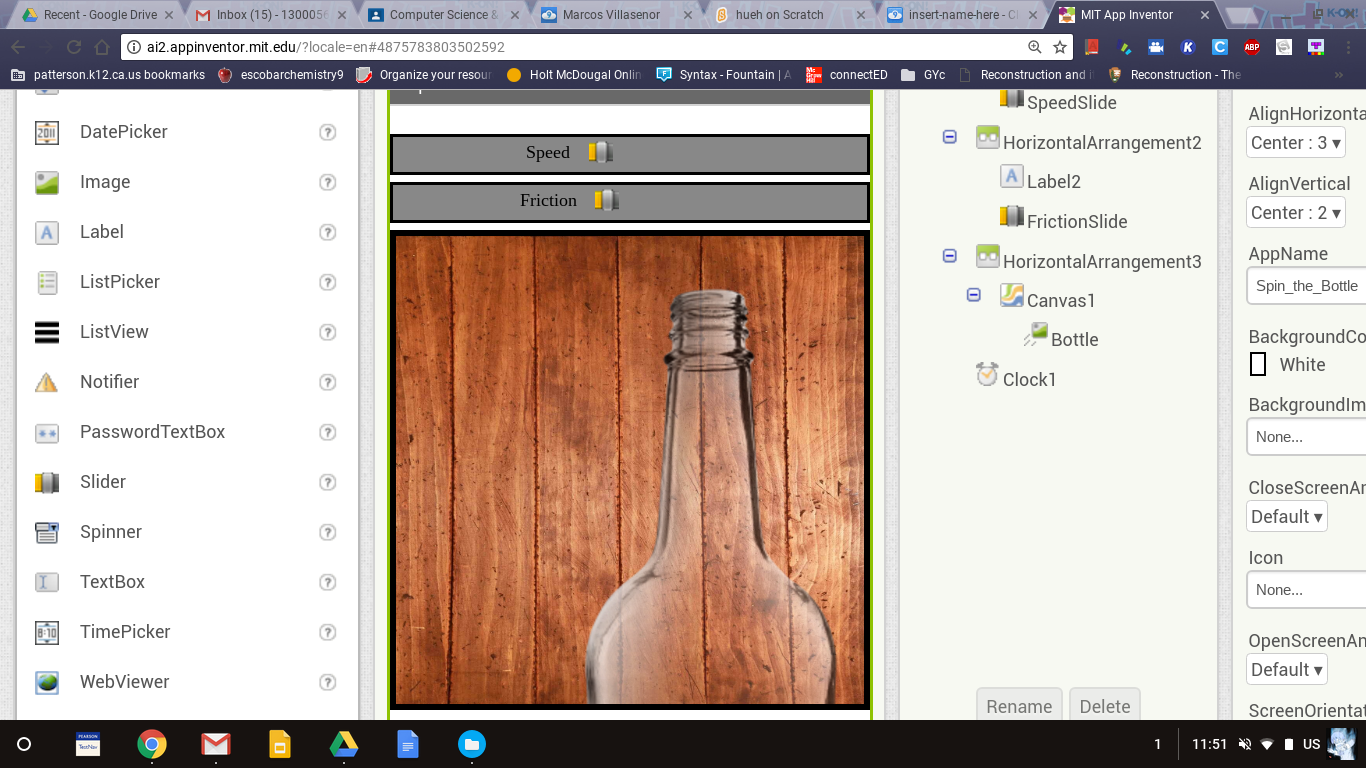 Recent - Google Drive
Inbox (15) - 1300056
Computer Science &
Marcos Villasenor
hueh on Scratch
insert-name-here - C
MIT App Inventor
ai2.appinventor.mit.edu/?locale=en#4875783803502592
patterson.k12.ca.us bookmarks
escobarchemistry9
Organize your resour
Holt McDougal Onlin
Syntax - Fountain | A
connectED
GYc
Reconstruction and i
Reconstruction - The
DatePicker
Image
Label
ListPicker
ListView
Notifier
PasswordTextBox
Slider
Spinner
TextBox
TimePicker
WebViewer
Speed
Friction
SpeedSlide
HorizontalArrangement2
Label2
FrictionSlide
HorizontalArrangement3
Canvas1
Bottle
Clock1
Rename
Delete
AlignHorizonta
Center : 3 ▾
AlignVertical
Center : 2 ▾
AppName
Spin_the_Bottle
BackgroundCo
White
BackgroundIm
None...
CloseScreenAn
Default ▾
Icon
None...
OpenScreenAn
Default ▾
ScreenOrientat
1
11:51
US